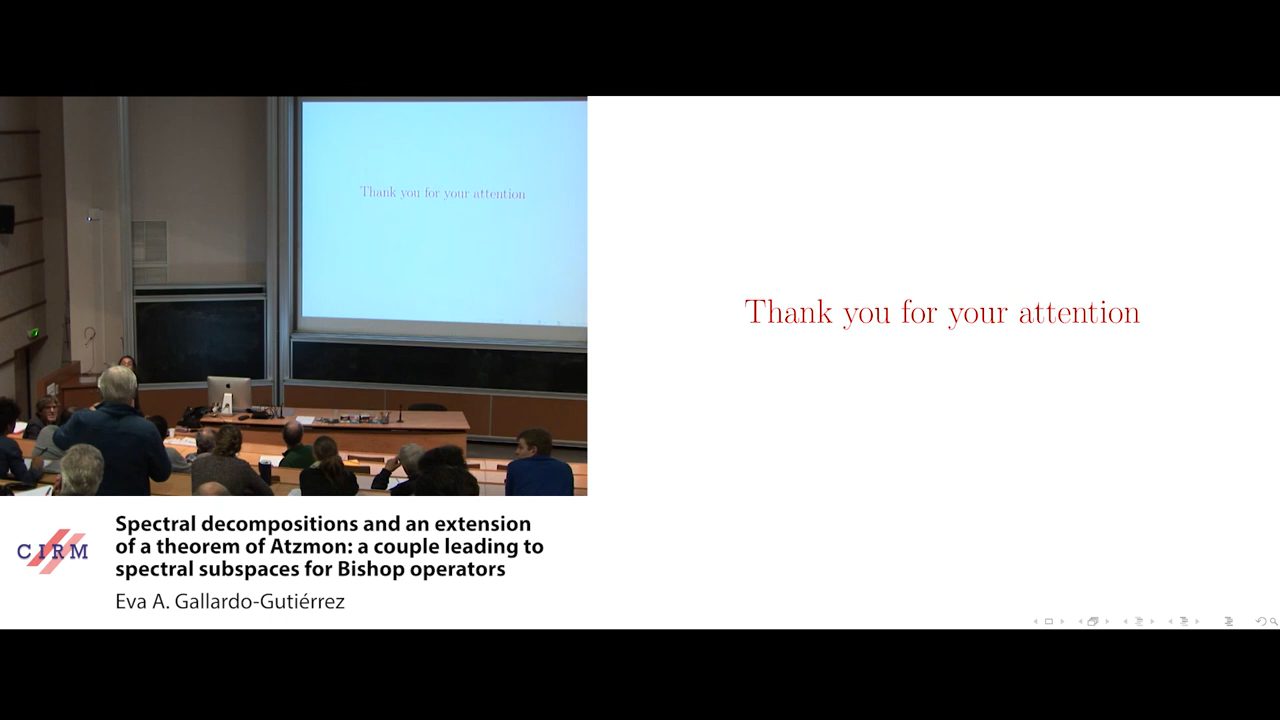 Thank you for your attention
Thank you for your attention
CIRM
Spectral decompositions and an extension
of a theorem of Atzmon: a couple leading to
spectral subspaces for Bishop operators
Eva A. Gallardo-Gutiérrez